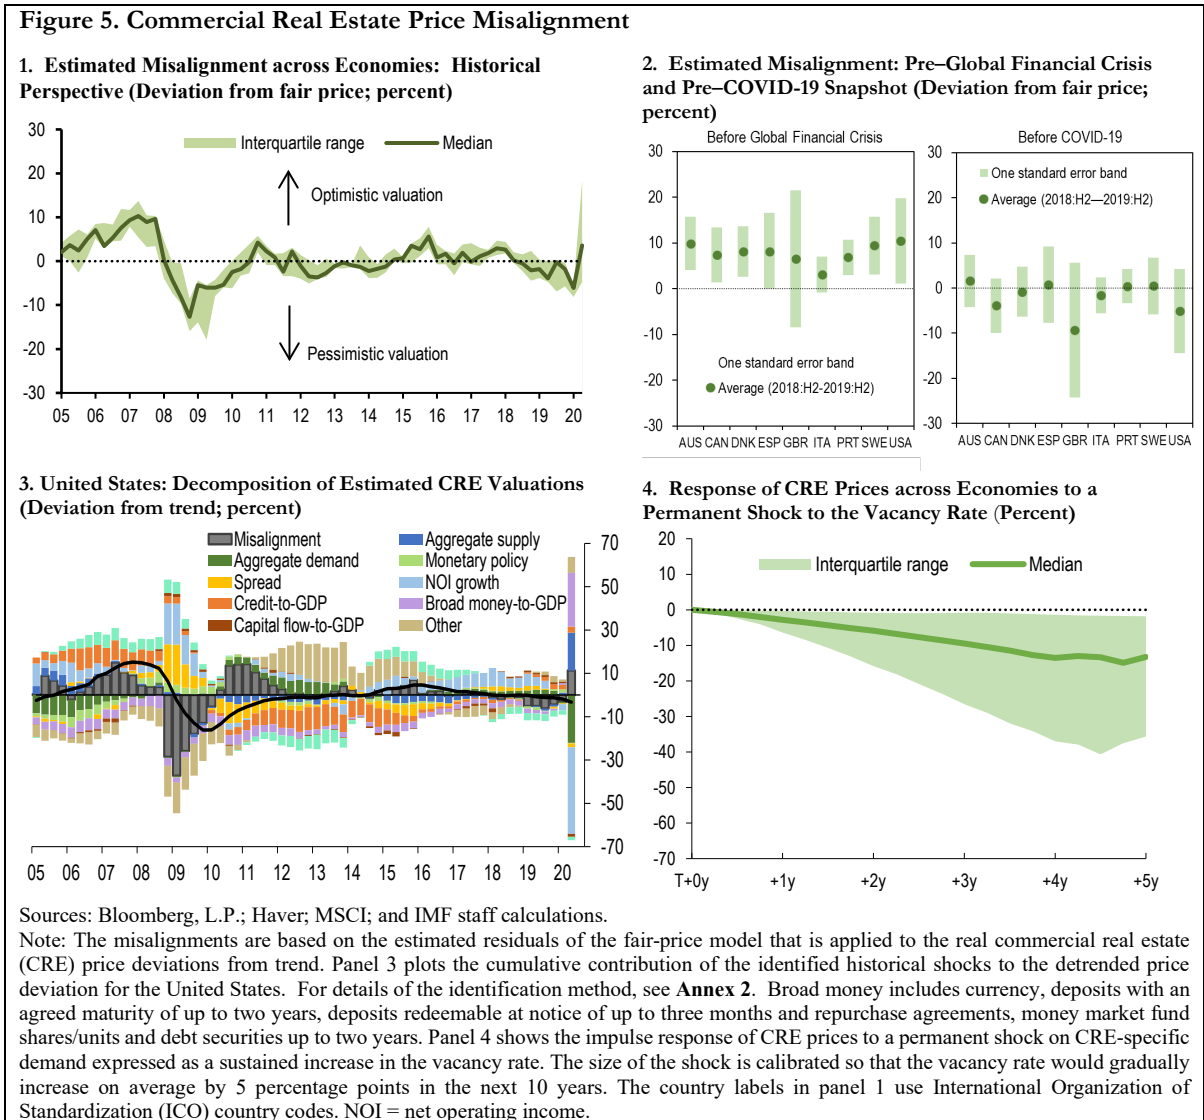 Figure 5. Commercial Real Estate Price Misalignment
1. Estimated Misalignment across Economies: Historical
Perspective (Deviation from fair price; percent)
30
20
10
0
-10
-20
-30
Interquartile range
Median
Optimistic valuation
Pessimistic valuation
05 06 07 08 09 10 11 12 13 14 15 16 17 18 19 20
2. Estimated Misalignment: Pre–Global Financial Crisis
and Pre–COVID-19 Snapshot (Deviation from fair price;
percent)
Before Global Financial Crisis
30
20
10
0
-10
-20
-30
One standard error band
Average (2018:H2-2019:H2)
AUS CAN DNK ESP GBR ITA PRT SWE USA
Before COVID-19
30
20
10
0
-10
-20
-30
One standard error band
Average (2018:H2—2019:H2)
AUS CAN DNK ESP GBR ITA PRT SWE USA
3. United States: Decomposition of Estimated CRE Valuations
(Deviation from trend; percent)
Misalignment
Aggregate supply
Aggregate demand
Monetary policy
Spread
NOI growth
Credit-to-GDP
Broad money-to-GDP
Capital flow-to-GDP
Other
70
50
30
10
-10
-30
-50
-70
05 06 07 08 09 10 11 12 13 14 15 16 17 18 19 20
4. Response of CRE Prices across Economies to a
Permanent Shock to the Vacancy Rate (Percent)
20
10
0
-10
-20
-30
-40
-50
-60
-70
Interquartile range
Median
T+0y +1y +2y +3y +4y +5y
Sources: Bloomberg, L.P.; Haver; MSCI; and IMF staff calculations.
Note: The misalignments are based on the estimated residuals of the fair-price model that is applied to the real commercial real estate
(CRE) price deviations from trend. Panel 3 plots the cumulative contribution of the identified historical shocks to the detrended price
deviation for the United States. For details of the identification method, see Annex 2. Broad money includes currency, deposits with an
agreed maturity of up to two years, deposits redeemable at notice of up to three months and repurchase agreements, money market fund
shares/units and debt securities up to two years. Panel 4 shows the impulse response of CRE prices to a permanent shock on CRE-specific
demand expressed as a sustained increase in the vacancy rate. The size of the shock is calibrated so that the vacancy rate would gradually
increase on average by 5 percentage points in the next 10 years. The country labels in panel 1 use International Organization of
Standardization (ICO) country codes. NOI = net operating income.